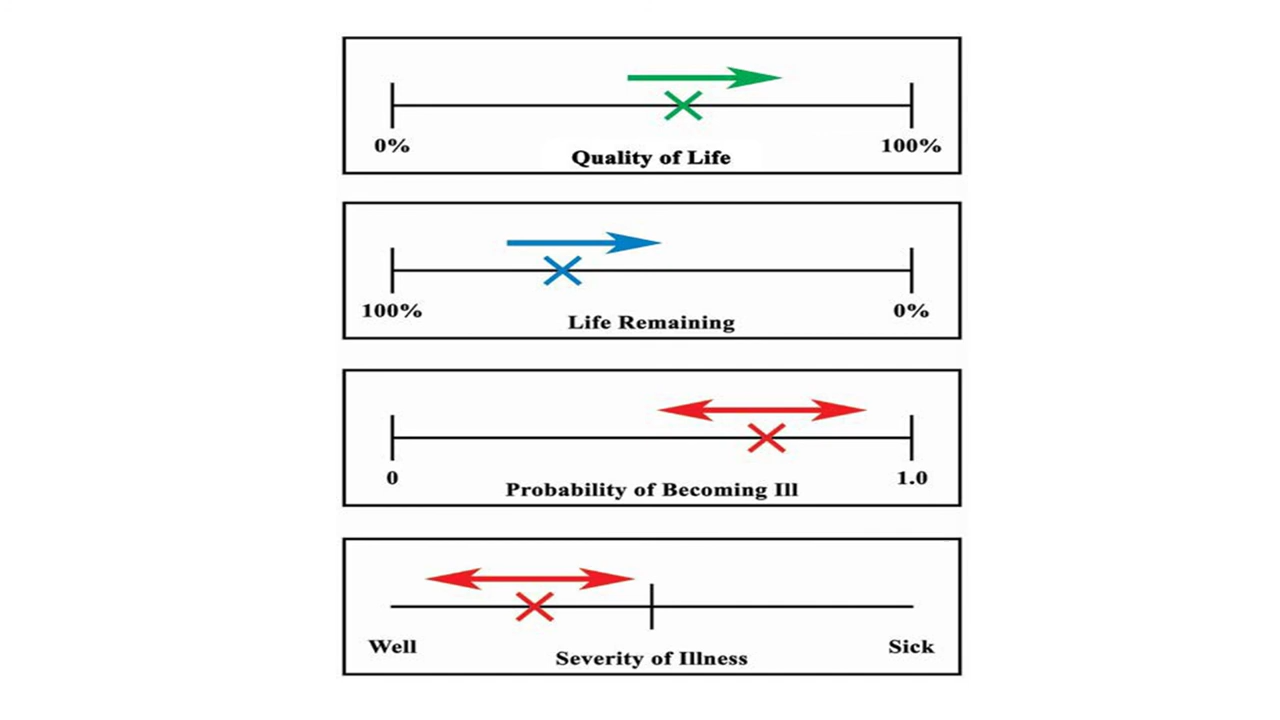 0%
100%
Quality of Life
100%
0%
Life Remaining
0
1.0
Probability of Becoming Ill
Well
Sick
Severity of Illness